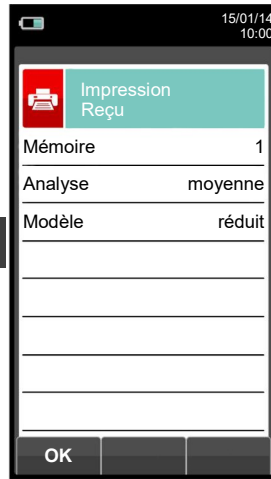 15/01/14
10:00
Impression
Reçu
Mémoire 1
Analyse moyenne
Modèle réduit
OK